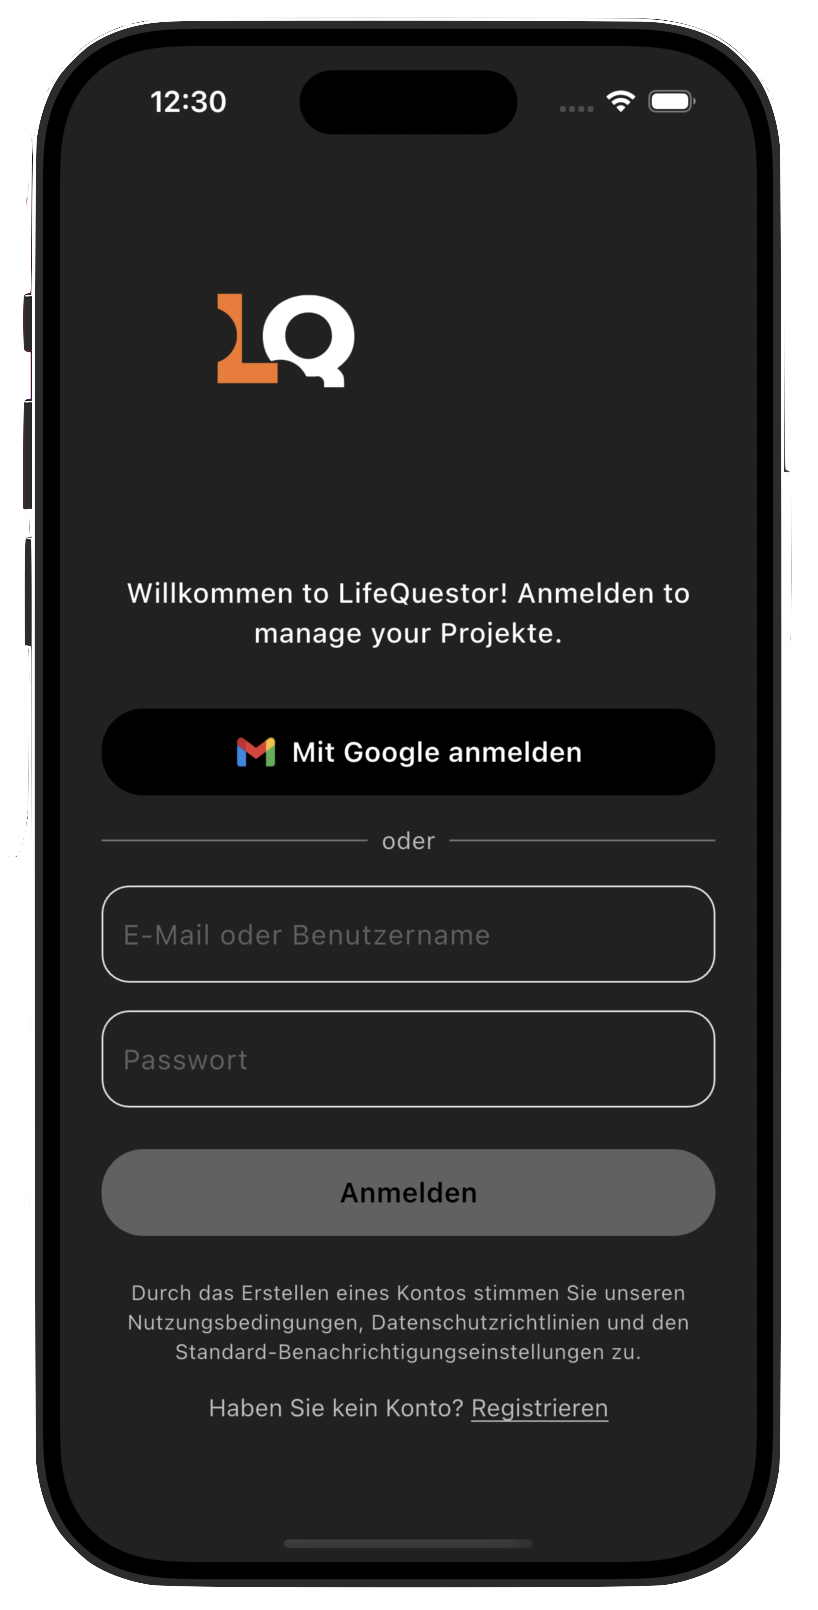 12:30
LQ
Willkommen to LifeQuestor! Anmelden to
manage your Projekte.
Mit Google anmelden
oder
E-Mail oder Benutzername
Passwort
Anmelden
Durch das Erstellen eines Kontos stimmen Sie unseren
Nutzungsbedingungen, Datenschutzrichtlinien und den
Standard-Benachrichtigungseinstellungen zu.
Haben Sie kein Konto? Registrieren